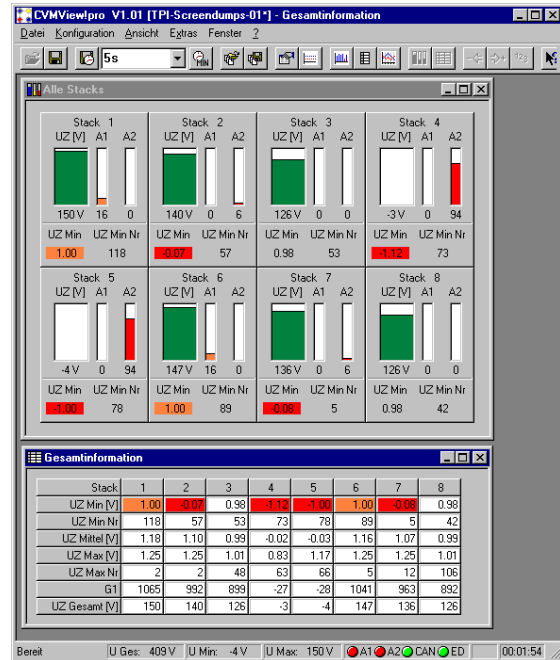 CVMView!pro V1.01 [TPI-Screendumps-01*] - Gesamtinformation
Datei Konfiguration Ansicht Extras Fenster ?
5s MIN 123
Alle Stacks
Stack 1 Stack 2 Stack 3 Stack 4
UZ [V] A1 A2 UZ [V] A1 A2 UZ [V] A1 A2 UZ [V] A1 A2
150 V 16 0 140 V 0 6 126 V 0 0 -3 V 0 94
UZ Min UZ Min Nr UZ Min UZ Min Nr UZ Min UZ Min Nr UZ Min UZ Min Nr
1.00 118 -0.07 57 0.98 53 -1.12 73
Stack 5 Stack 6 Stack 7 Stack 8
UZ [V] A1 A2 UZ [V] A1 A2 UZ [V] A1 A2 UZ [V] A1 A2
-4 V 0 94 147 V 16 0 136 V 0 6 126 V 0 0
UZ Min UZ Min Nr UZ Min UZ Min Nr UZ Min UZ Min Nr UZ Min UZ Min Nr
-1.00 78 1.00 89 -0.08 5 0.98 42
Gesamtinformation
Stack 1 2 3 4 5 6 7 8
UZ Min [V] 1.00 -0.07 0.98 -1.12 -1.00 1.00 -0.08 0.98
UZ Min Nr 118 57 53 73 78 89 5 42
UZ Mittel [V] 1.18 1.10 0.99 -0.02 -0.03 1.16 1.07 0.99
UZ Max [V] 1.25 1.25 1.01 0.83 1.17 1.25 1.25 1.01
UZ Max Nr 2 2 48 63 66 5 12 106
G1 1065 992 899 -27 -28 1041 963 892
UZ Gesamt [V] 150 140 126 -3 -4 147 136 126
Bereit U Ges: 409 V U Min: -4 V U Max: 150 V A1 A2 CAN ED 00:01:54